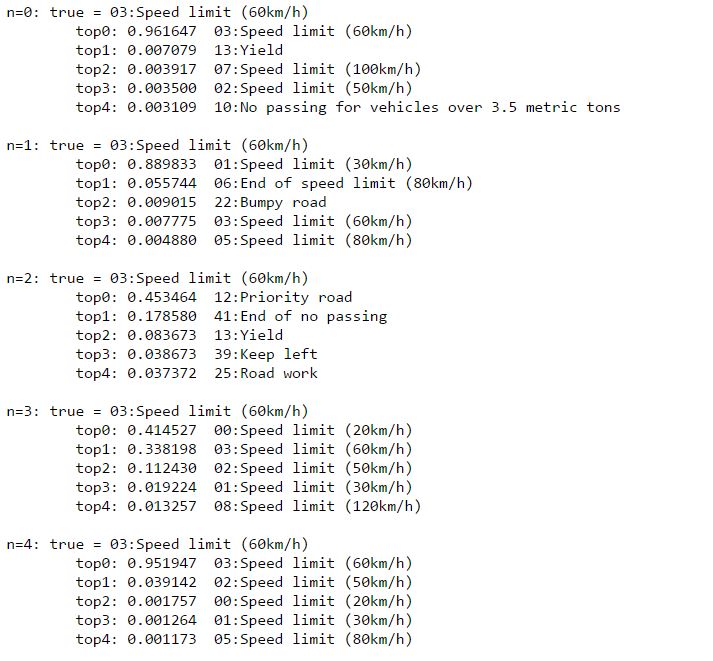 n=0: true = 03:Speed limit (60km/h)
top0: 0.961647 03:Speed limit (60km/h)
top1: 0.007079 13:Yield
top2: 0.003917 07:Speed limit (100km/h)
top3: 0.003500 02:Speed limit (50km/h)
top4: 0.003109 10:No passing for vehicles over 3.5 metric tons
n=1: true = 03:Speed limit (60km/h)
top0: 0.889833 01:Speed limit (30km/h)
top1: 0.055744 06:End of speed limit (80km/h)
top2: 0.009015 22:Bumpy road
top3: 0.007775 03:Speed limit (60km/h)
top4: 0.004880 05:Speed limit (80km/h)
n=2: true = 03:Speed limit (60km/h)
top0: 0.453464 12:Priority road
top1: 0.178580 41:End of no passing
top2: 0.083673 13:Yield
top3: 0.038673 39:Keep left
top4: 0.037372 25:Road work
n=3: true = 03:Speed limit (60km/h)
top0: 0.414527 00:Speed limit (20km/h)
top1: 0.338198 03:Speed limit (60km/h)
top2: 0.112430 02:Speed limit (50km/h)
top3: 0.019224 01:Speed limit (30km/h)
top4: 0.013257 08:Speed limit (120km/h)
n=4: true = 03:Speed limit (60km/h)
top0: 0.951947 03:Speed limit (60km/h)
top1: 0.039142 02:Speed limit (50km/h)
top2: 0.001757 00:Speed limit (20km/h)
top3: 0.001264 01:Speed limit (30km/h)
top4: 0.001173 05:Speed limit (80km/h)